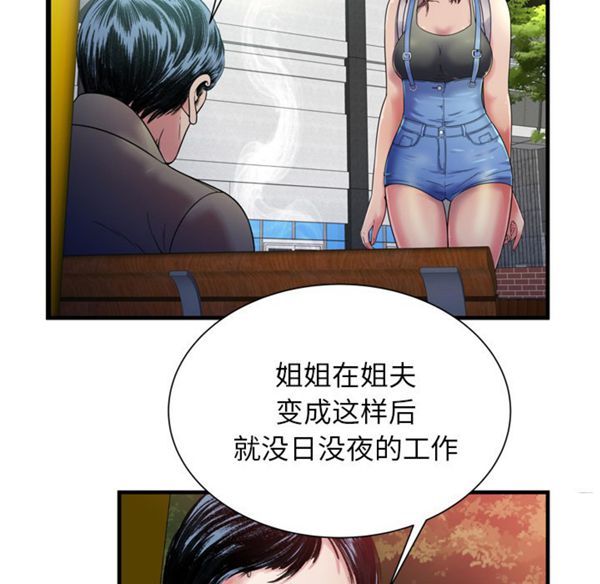 姐姐在姐夫
变成这样后
就没日没夜的工作